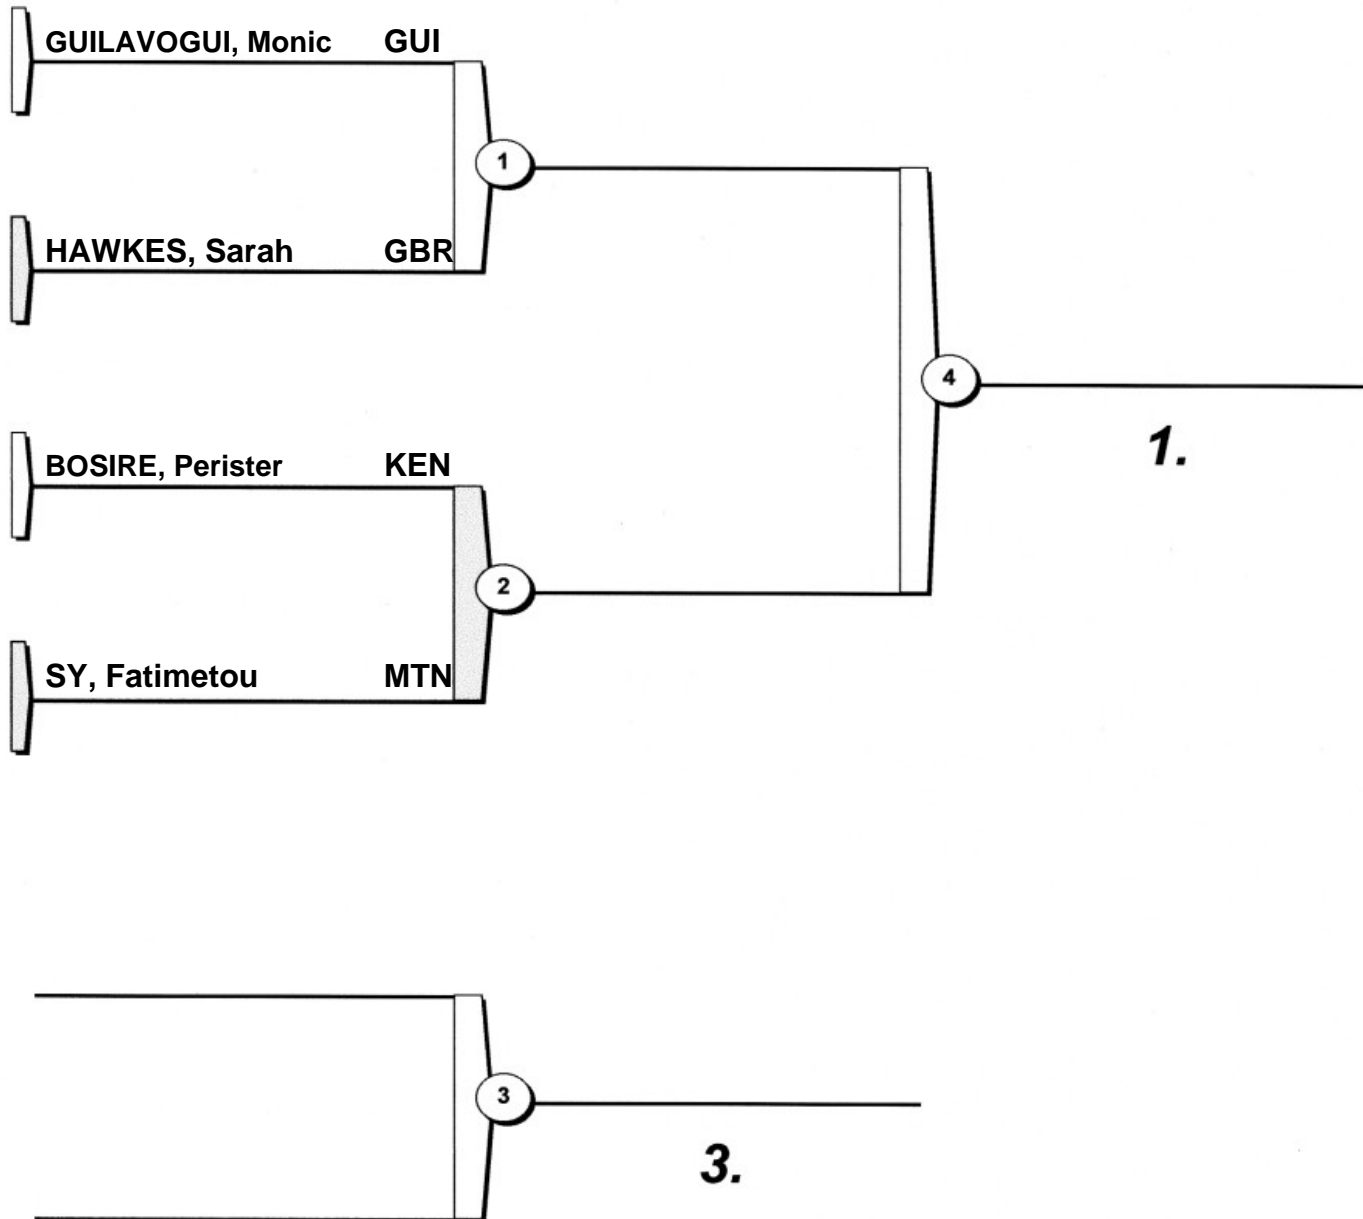 GUILAVOGUI, Monic GUI
1
HAWKES, Sarah GBR
4
1.
BOSIRE, Perister KEN
2
SY, Fatimetou MTN
3
3.